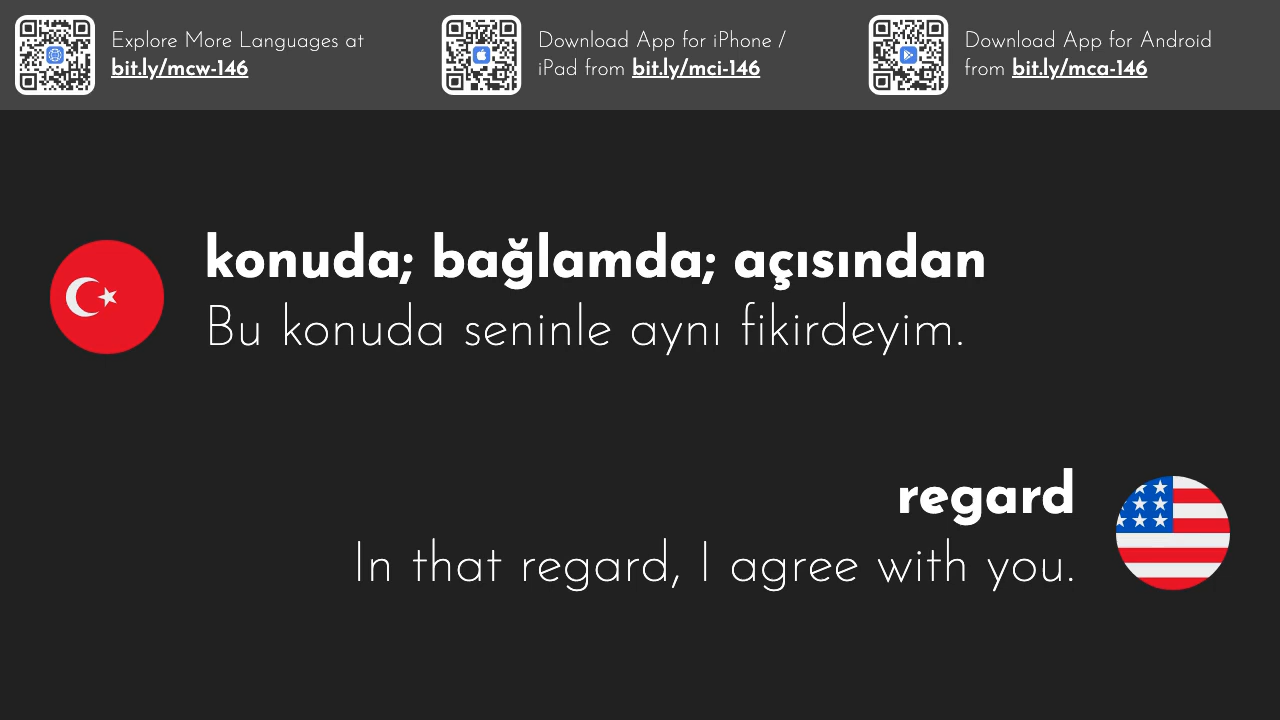 Explore More Languages at
bit.ly/mcw-146
Download App for iPhone /
iPad from bit.ly/mci-146
Download App for Android
from bit.ly/mca-146
konuda; bağlamda; açısından
Bu konuda seninle aynı fikirdeyim.
regard
In that regard, I agree with you.